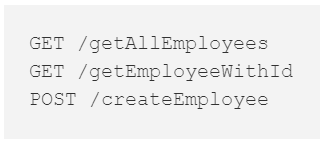 GET /getAllEmployees
GET /getEmployeeWithId
POST /createEmployee